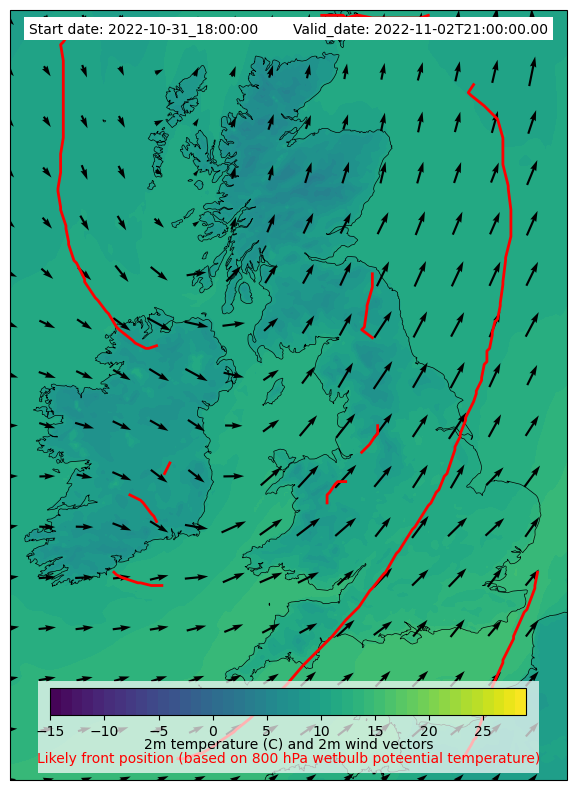 Start date: 2022-10-31_18:00:00 Valid_date: 2022-11-02T21:00:00.00
−15 −10 −5 0 5 10 15 20 25
2m temperature (C) and 2m wind vectors
Likely front position (based on 800 hPa wetbulb poteential temperature)